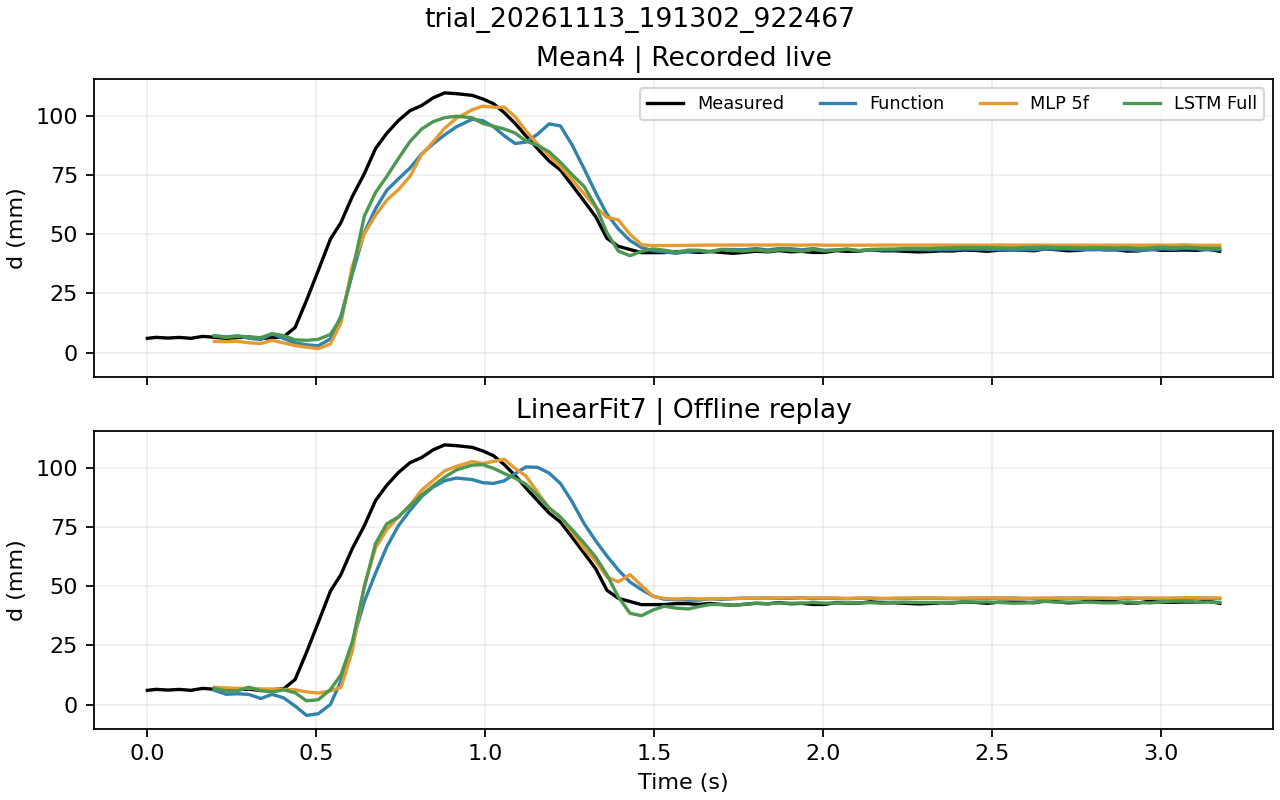 trial_20261113_191302_922467
Mean4 | Recorded live
Measured Function MLP 5f LSTM Full
100
75
50
25
0
d (mm)
LinearFit7 | Offline replay
100
75
50
25
0
d (mm)
0.0 0.5 1.0 1.5 2.0 2.5 3.0
Time (s)